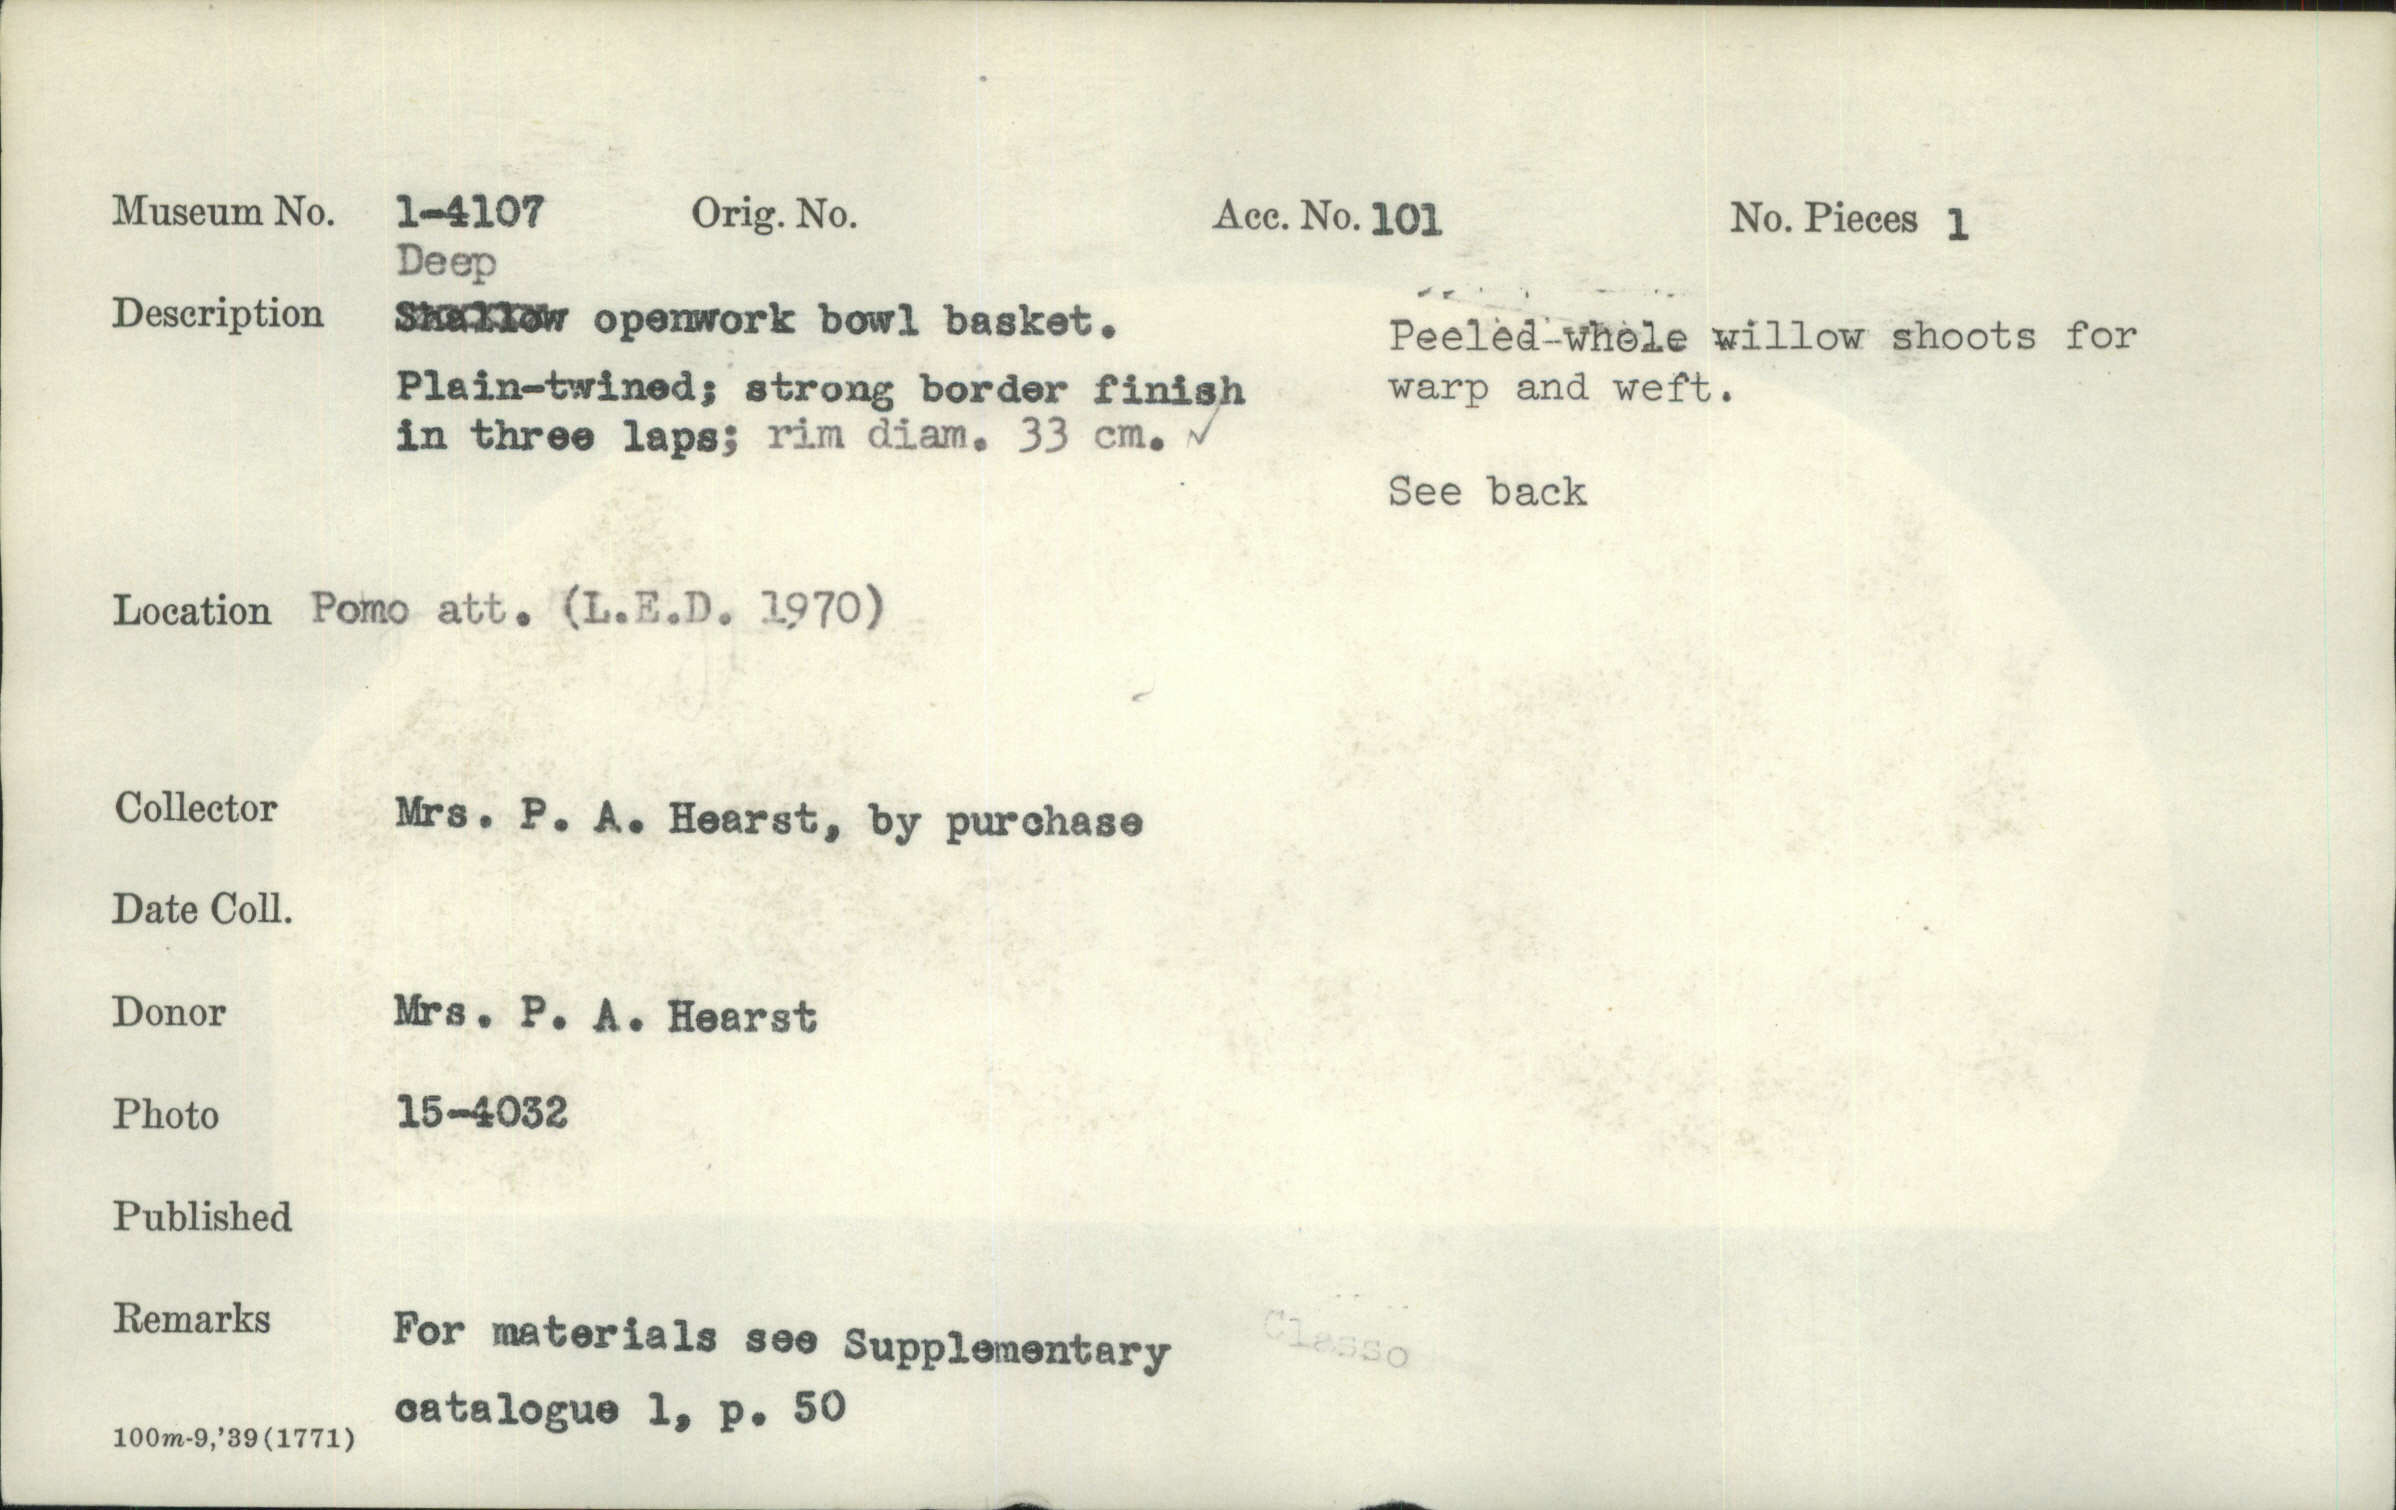 Museum No. 1-4107 Orig. No. Acc. No. 101 No. Pieces 1
Deep
Description Shallow openwork bowl basket.
Plain-twined; strong border finish
in three laps; rim diam. 33 cm. ✓
Peeled-whole willow shoots for
warp and weft.
See back
Location Pomo att. (L.E.D. 1970)
Collector Mrs. P. A. Hearst, by purchase
Date Coll.
Donor Mrs. P. A. Hearst
Photo 15-4032
Published
Remarks For materials see Supplementary
catalogue 1, p. 50
Classo
100m-9,'39(1771)